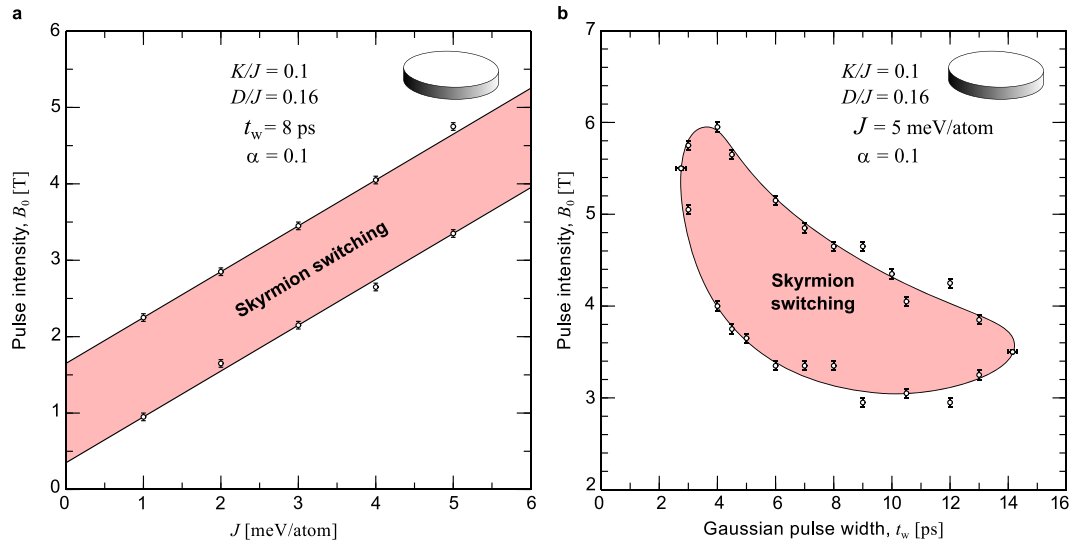 a
Pulse intensity, B₀ [T]
6
5
4
3
2
1
0
K/J = 0.1
D/J = 0.16
t_w = 8 ps
α = 0.1
Skyrmion switching
0 1 2 3 4 5 6
J [meV/atom]
b
Pulse intensity, B₀ [T]
7
6
5
4
3
2
K/J = 0.1
D/J = 0.16
J = 5 meV/atom
α = 0.1
Skyrmion
switching
0 2 4 6 8 10 12 14 16
Gaussian pulse width, t_w [ps]